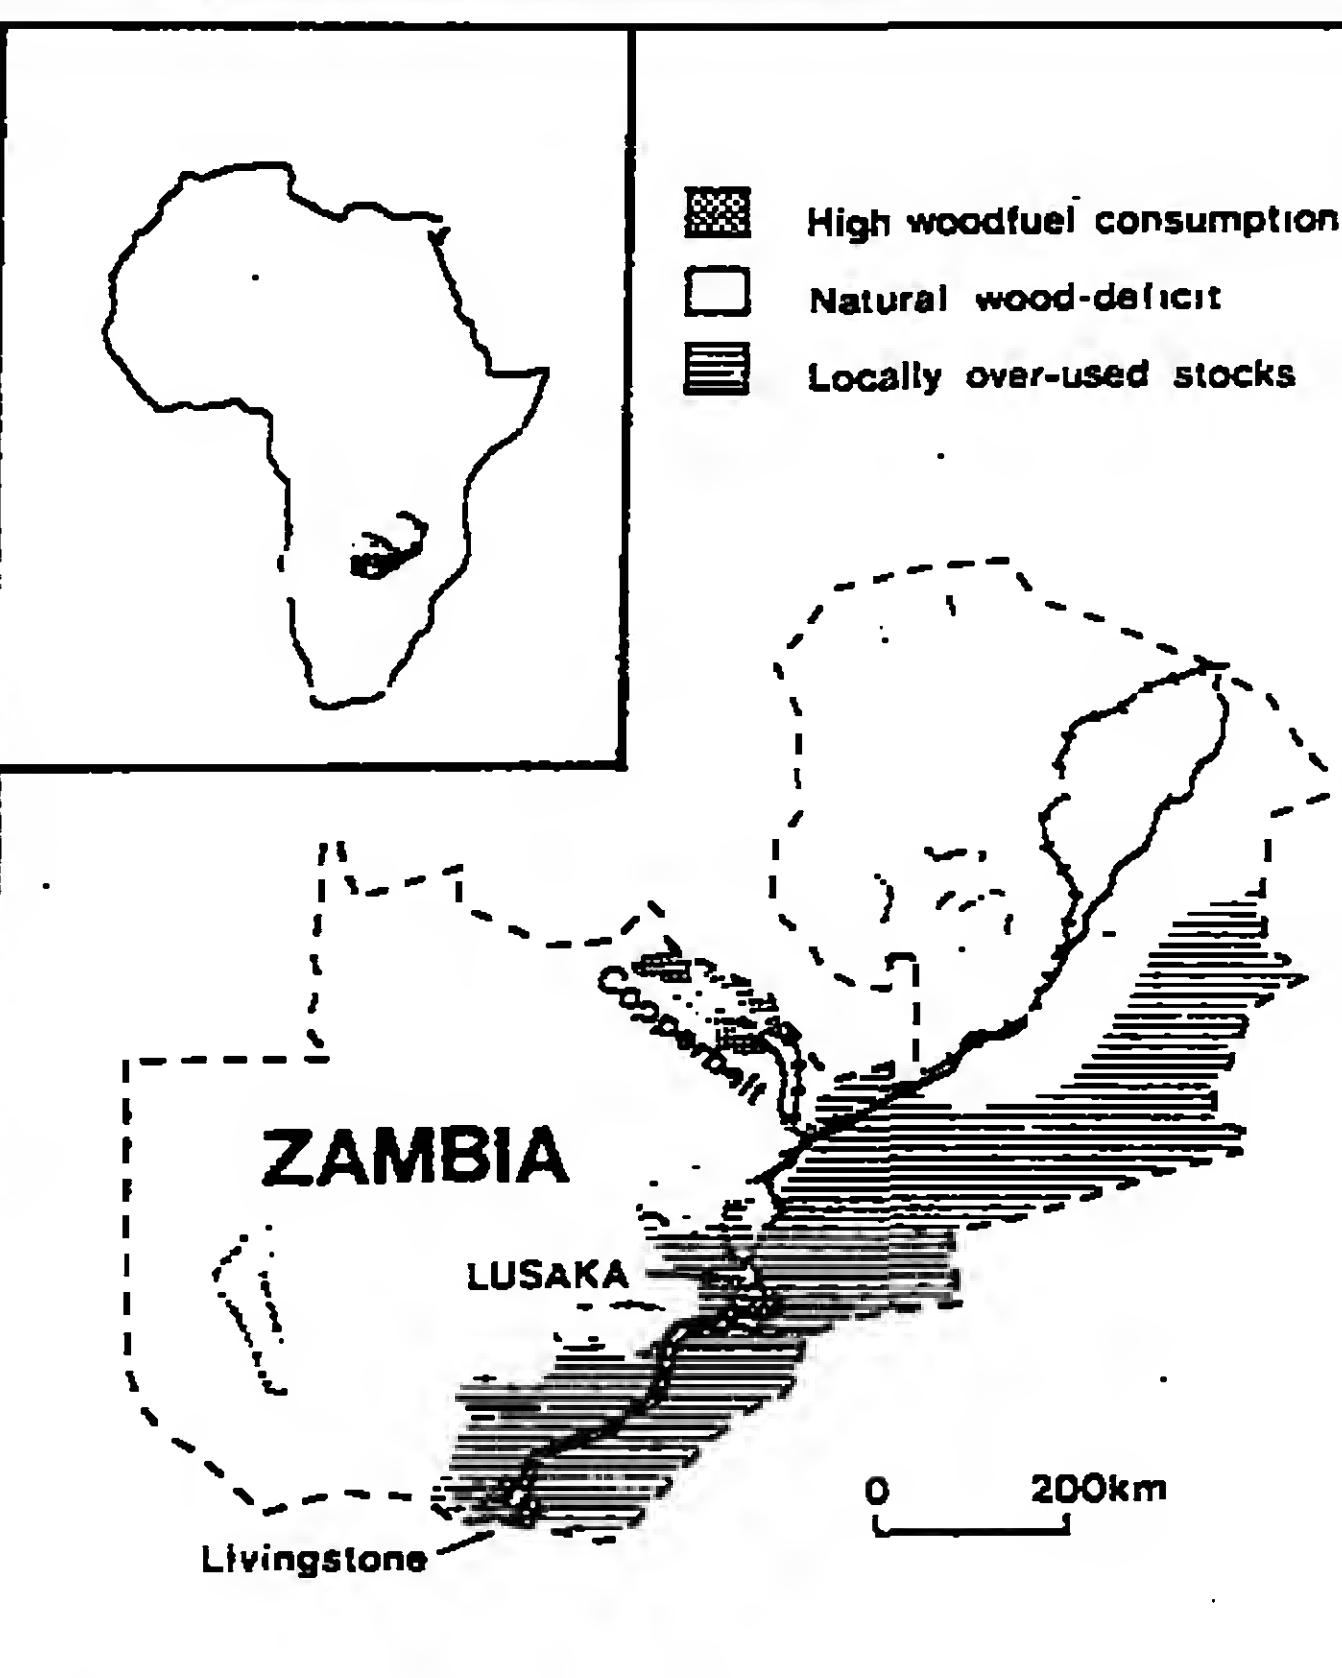 High woodfuel consumption
Natural wood-deficit
Locally over-used stocks
Copperbelt
ZAMBIA
LUSAKA
0 200km
Livingstone